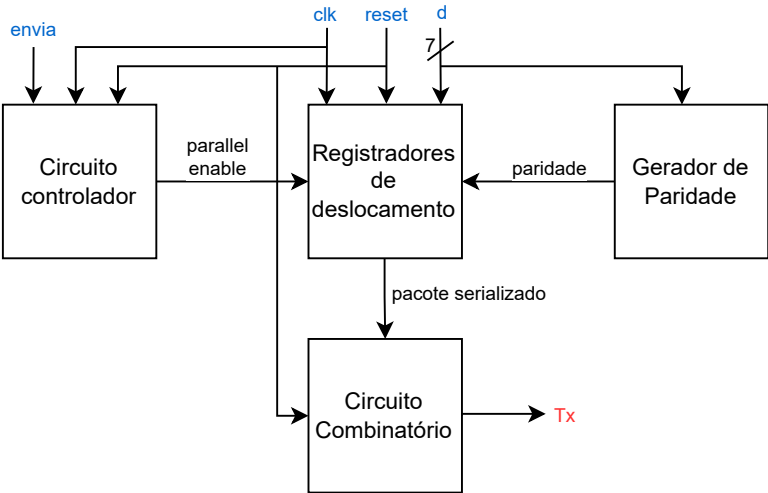 envia
clk
reset
d
7
Circuito
controlador
parallel
enable
Registradores
de
deslocamento
paridade
Gerador de
Paridade
pacote serializado
Circuito
Combinatório
Tx